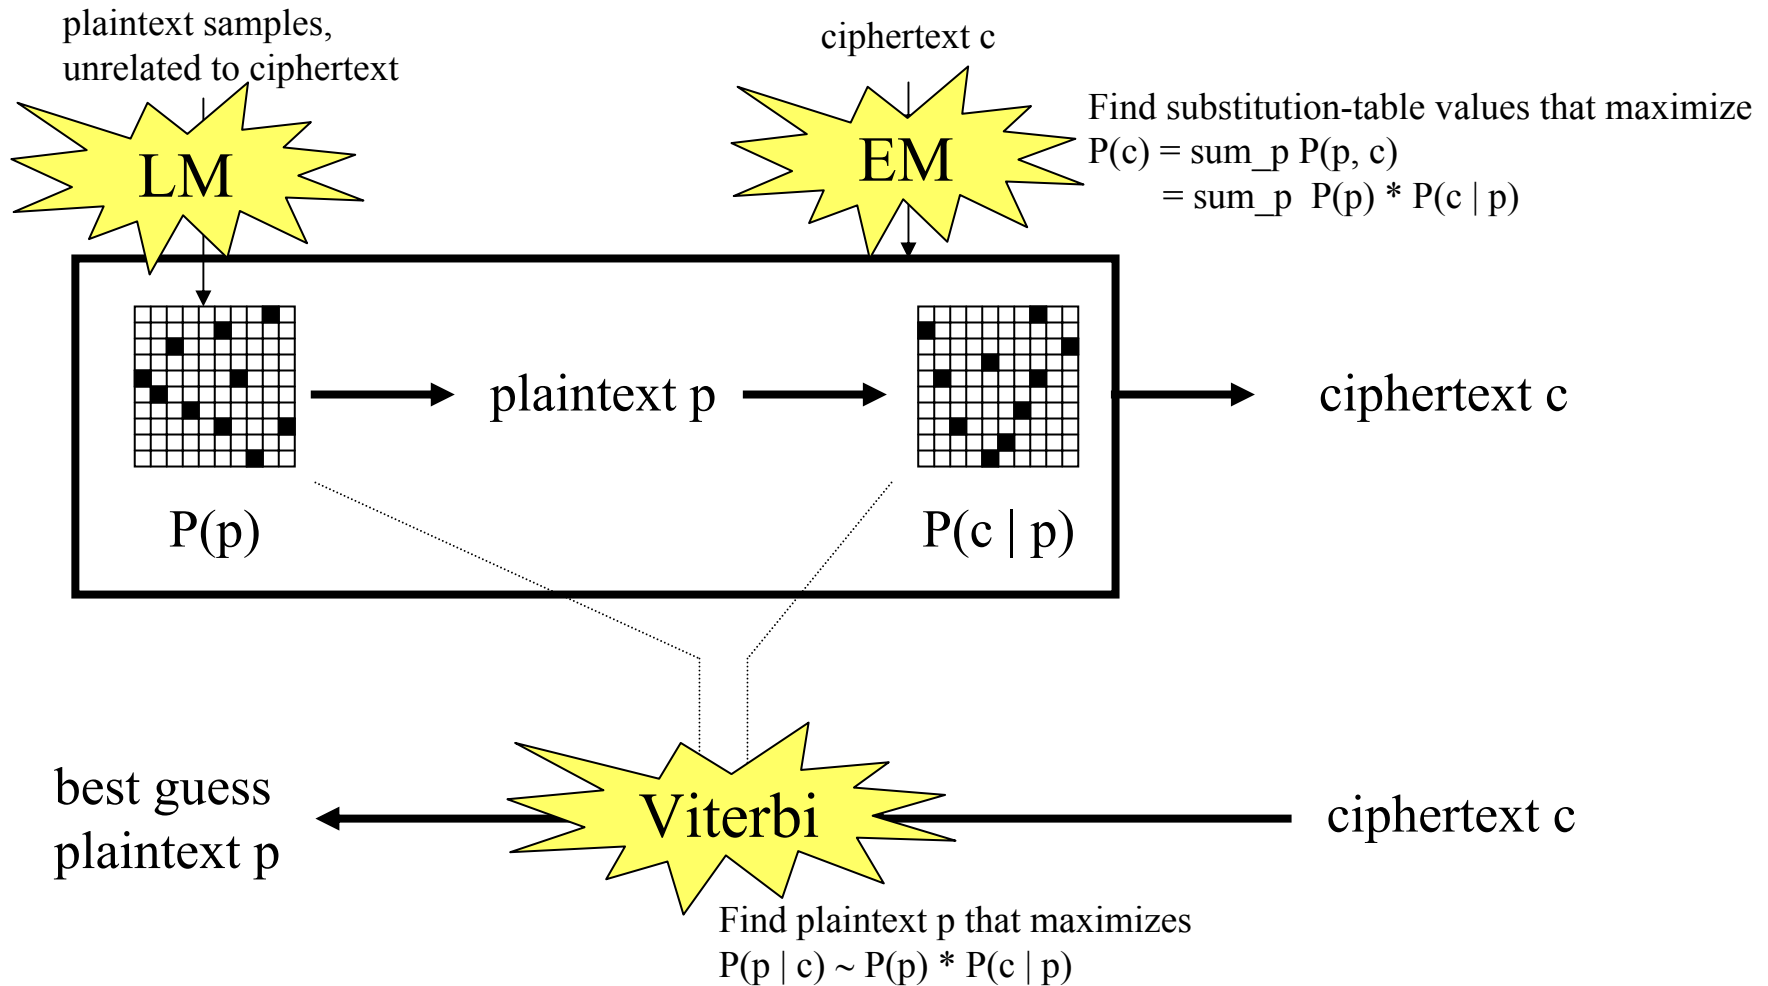 plaintext samples,
unrelated to ciphertext
ciphertext c
LM
EM
Find substitution-table values that maximize
P(c) = sum_p P(p, c)
= sum_p P(p) * P(c | p)
plaintext p
ciphertext c
P(p)
P(c | p)
best guess
plaintext p
Viterbi
ciphertext c
Find plaintext p that maximizes
P(p | c) ~ P(p) * P(c | p)